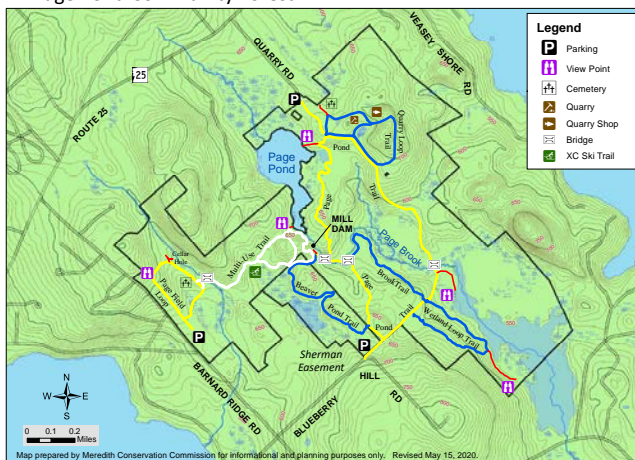 QUARRY RD
VEASEY SHORE RD
25
ROUTE 25
Page
Pond
Quarry Loop
Trail
Pond
Trail
Page
MILL
DAM
Page Brook
Multi-Use Trail
Cellar
Hole
Page Field
Loop
Beaver
Pond Trail
Brook Trail
Page
Pond
Trail
Wetland Loop Trail
Sherman
Easement
HILL
RD
BLUEBERRY
BARNARD RIDGE RD
Legend
P Parking
View Point
Cemetery
Quarry
Quarry Shop
Bridge
XC Ski Trail
N
W E
S
0 0.1 0.2
Miles
Map prepared by Meredith Conservation Commission for informational and planning purposes only. Revised May 15, 2020.